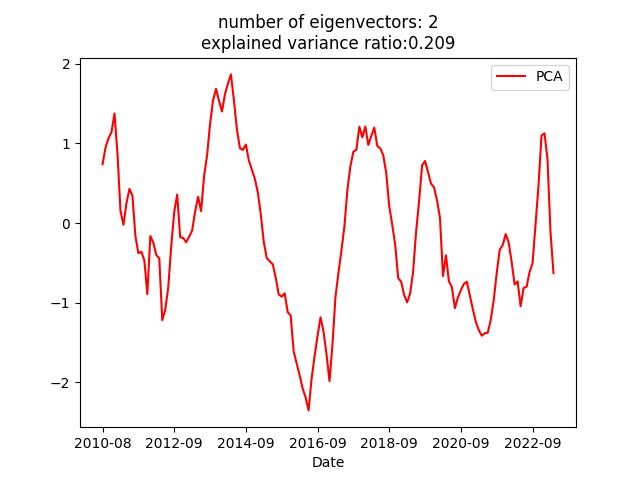 number of eigenvectors: 2
explained variance ratio:0.209
PCA
2
1
0
−1
−2
2010-08 2012-09 2014-09 2016-09 2018-09 2020-09 2022-09
Date